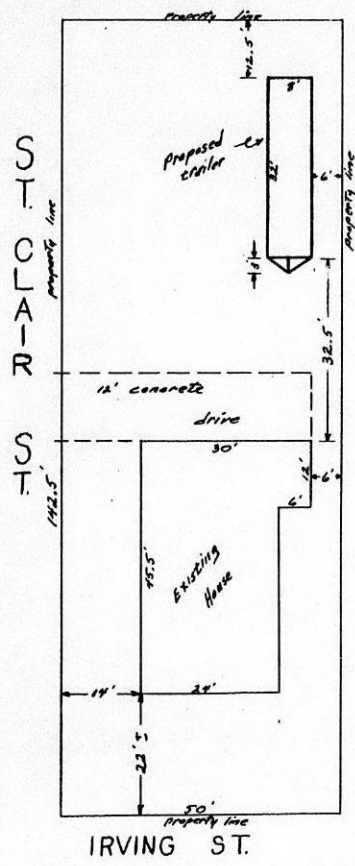 property line
12.5'
8'
Proposed
trailer
32'
6'
ST. CLAIR ST.
property line
property line
3'
32.5'
12' concrete
drive
30'
12'
6'
6'
142.5'
45.5'
Existing
House
14'
24'
22'±
50'
property line
IRVING ST.